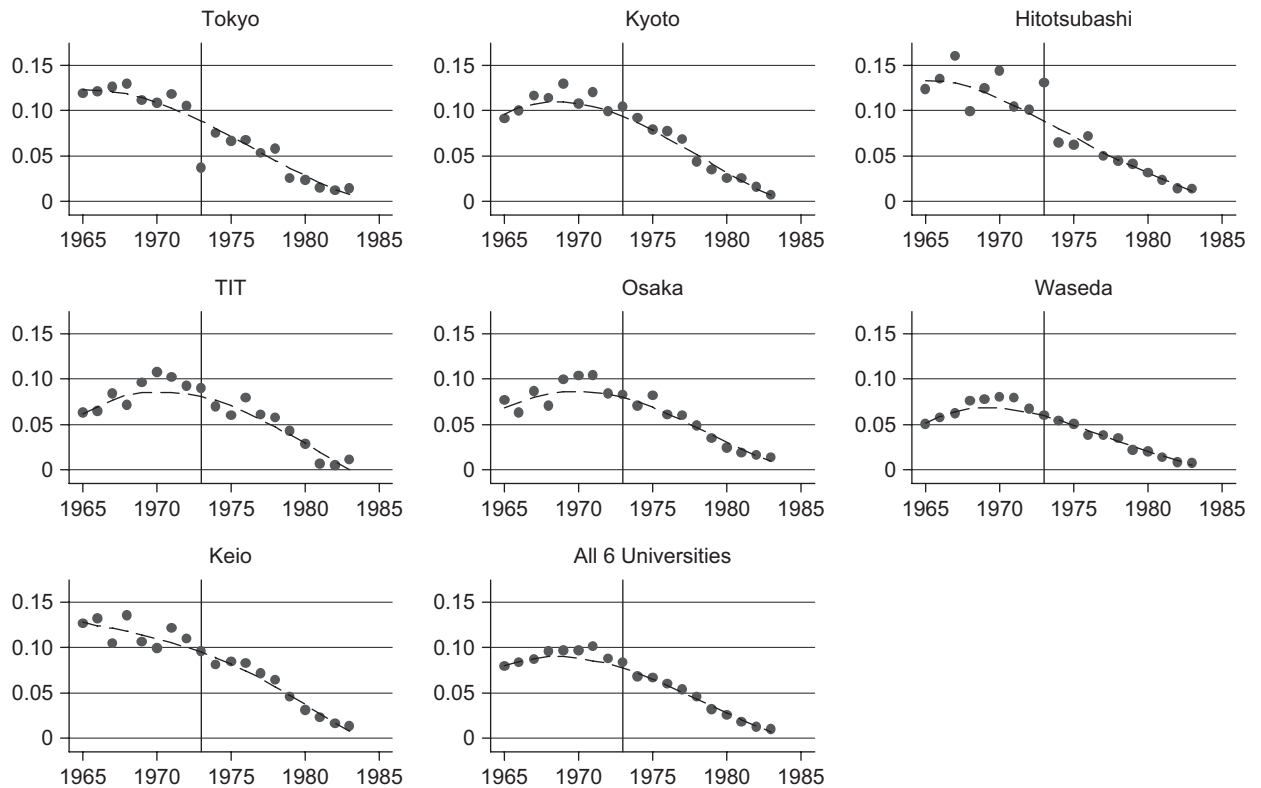 Tokyo Kyoto Hitotsubashi
0.15 0.15 0.15
0.10 0.10 0.10
0.05 0.05 0.05
0 0 0
1965 1970 1975 1980 1985 1965 1970 1975 1980 1985 1965 1970 1975 1980 1985
TIT Osaka Waseda
0.15 0.15 0.15
0.10 0.10 0.10
0.05 0.05 0.05
0 0 0
1965 1970 1975 1980 1985 1965 1970 1975 1980 1985 1965 1970 1975 1980 1985
Keio All 6 Universities
0.15 0.15
0.10 0.10
0.05 0.05
0 0
1965 1970 1975 1980 1985 1965 1970 1975 1980 1985